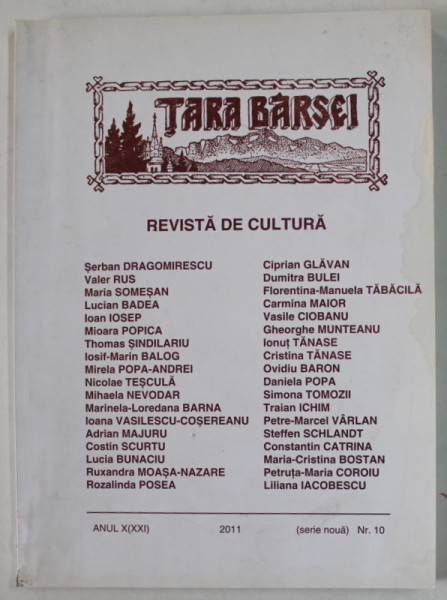 ȚARA BÂRSEI
REVISTĂ DE CULTURĂ
Şerban DRAGOMIRESCU
Valer RUS
Maria SOMEŞAN
Lucian BADEA
Ioan IOSEP
Mioara POPICA
Thomas ŞINDILARIU
Iosif-Marin BALOG
Mirela POPA-ANDREI
Nicolae TEŞCULĂ
Mihaela NEVODAR
Marinela-Loredana BARNA
Ioana VASILESCU-COŞEREANU
Adrian MAJURU
Costin SCURTU
Lucia BUNACIU
Ruxandra MOAŞA-NAZARE
Rozalinda POSEA
Ciprian GLĂVAN
Dumitra BULEI
Florentina-Manuela TĂBĂCILĂ
Carmina MAIOR
Vasile CIOBANU
Gheorghe MUNTEANU
Ionuţ TĂNASE
Cristina TĂNASE
Ovidiu BARON
Daniela POPA
Simona TOMOZII
Traian ICHIM
Petre-Marcel VÂRLAN
Steffen SCHLANDT
Constantin CATRINA
Maria-Cristina BOSTAN
Petruţa-Maria COROIU
Liliana IACOBESCU
ANUL X(XXI) 2011 (serie nouă) Nr. 10